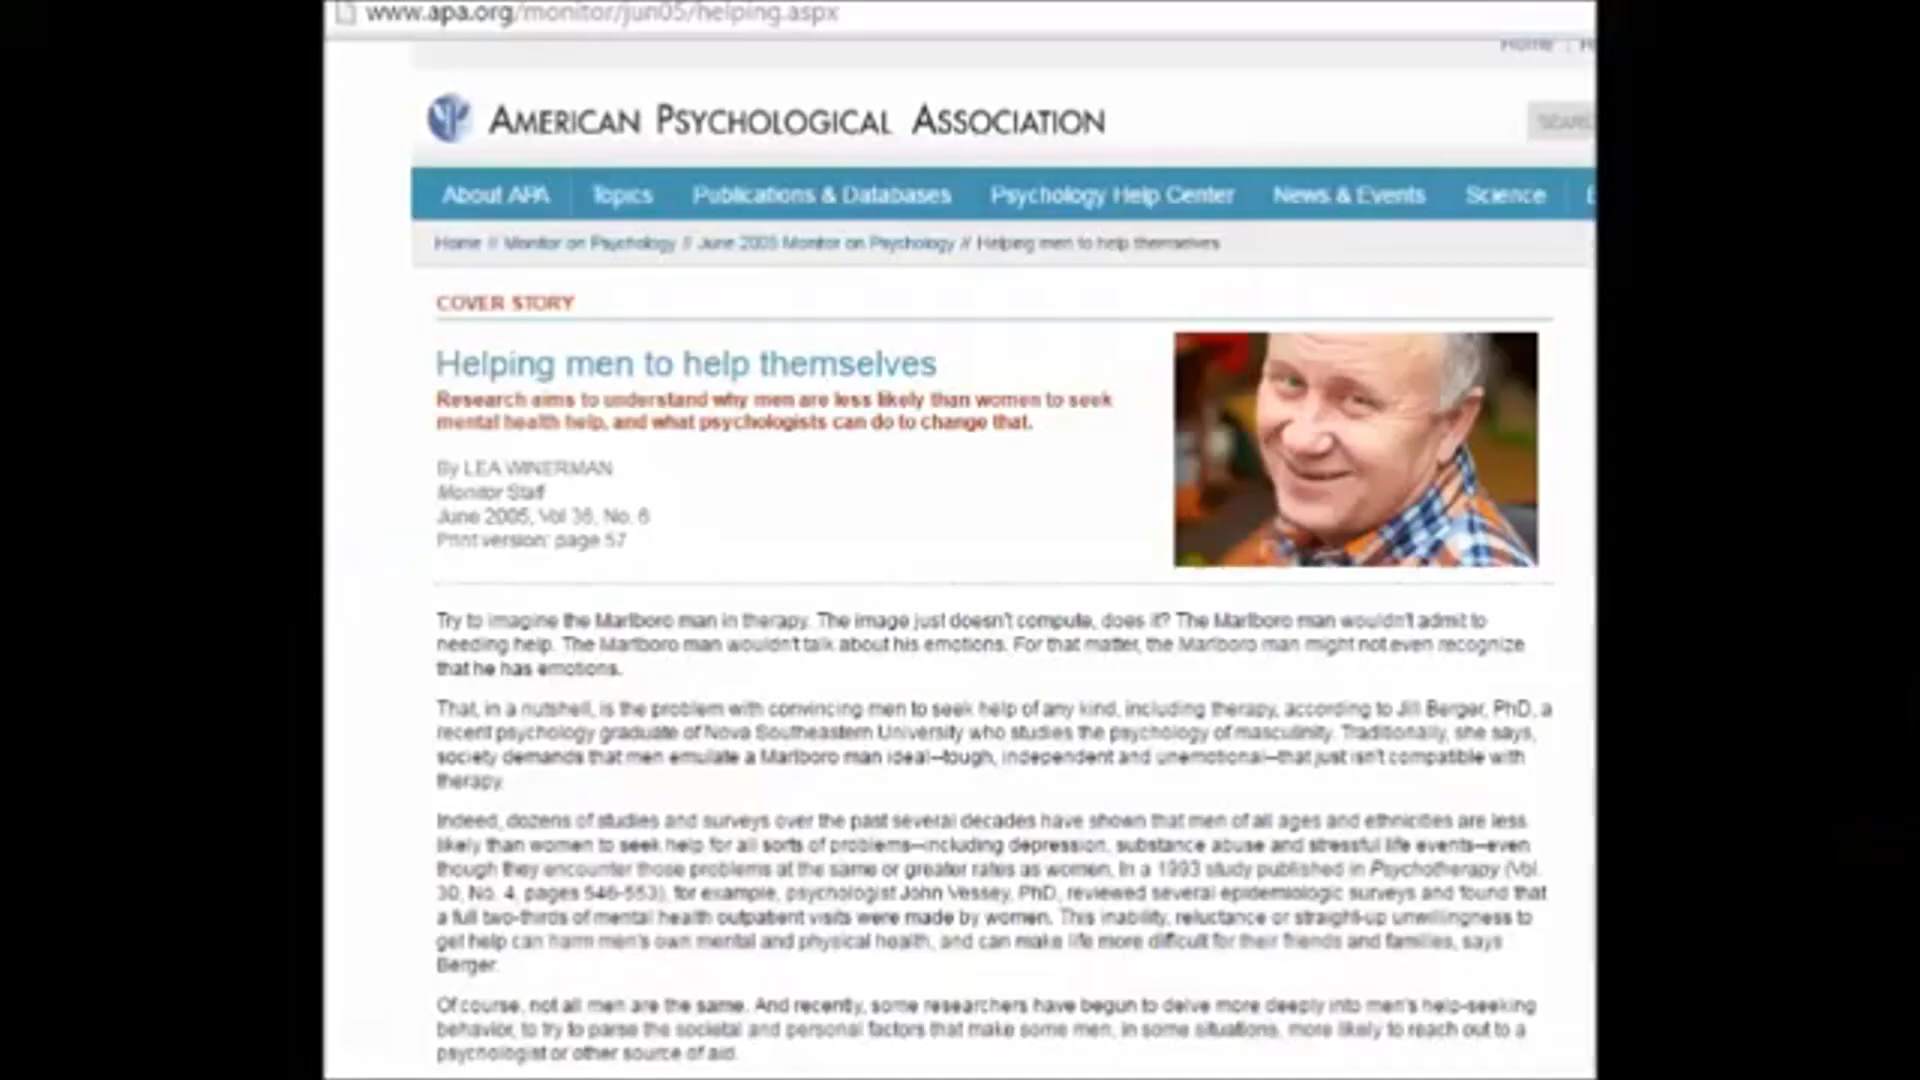 www.apa.org/monitor/jun05/helping.aspx
Home
AMERICAN PSYCHOLOGICAL ASSOCIATION
About APA Topics Publications & Databases Psychology Help Center News & Events Science
Home // Monitor on Psychology // June 2005 Monitor on Psychology // Helping men to help themselves
COVER STORY
Helping men to help themselves
Research aims to understand why men are less likely than women to seek
mental health help, and what psychologists can do to change that.
By LEA WINERMAN
Monitor Staff
June 2005, Vol 36, No. 6
Print version: page 57
Try to imagine the Marlboro man in therapy. The image just doesn't compute, does it? The Marlboro man wouldn't admit to
needing help. The Marlboro man wouldn't talk about his emotions. For that matter, the Marlboro man might not even recognize
that he has emotions.
That, in a nutshell, is the problem with convincing men to seek help of any kind, including therapy, according to Jill Berger, PhD, a
recent psychology graduate of Nova Southeastern University who studies the psychology of masculinity. Traditionally, she says,
society demands that men emulate a Marlboro man ideal--tough, independent and unemotional--that just isn't compatible with
therapy.
Indeed, dozens of studies and surveys over the past several decades have shown that men of all ages and ethnicities are less
likely than women to seek help for all sorts of problems--including depression, substance abuse and stressful life events--even
though they encounter those problems at the same or greater rates as women. In a 1993 study published in Psychotherapy (Vol.
30, No. 4, pages 546-553), for example, psychologist John Vessey, PhD, reviewed several epidemiologic surveys and found that
a full two-thirds of mental health outpatient visits were made by women. This inability, reluctance or straight-up unwillingness to
get help can harm men's own mental and physical health, and can make life more difficult for their friends and families, says
Berger.
Of course, not all men are the same. And recently, some researchers have begun to delve more deeply into men's help-seeking
behavior, to try to parse the societal and personal factors that make some men, in some situations, more likely to reach out to a
psychologist or other source of aid.